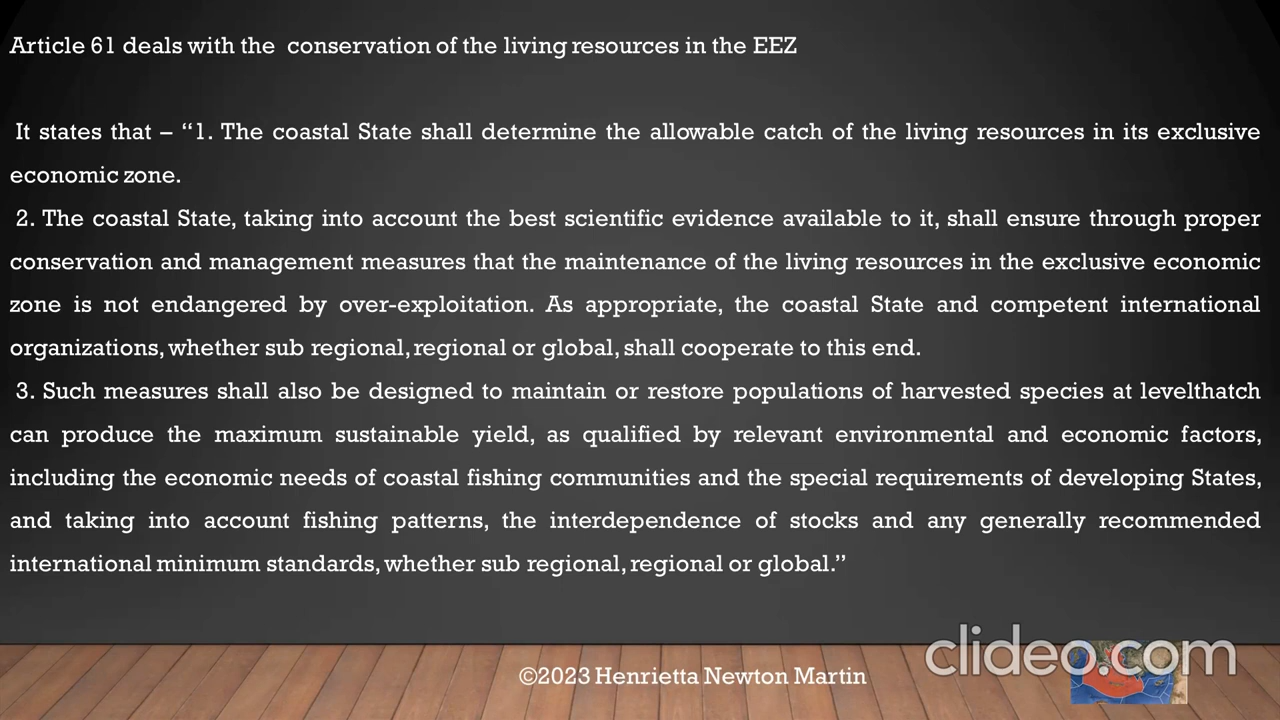 Article 61 deals with the conservation of the living resources in the EEZ
It states that – “1. The coastal State shall determine the allowable catch of the living resources in its exclusive
economic zone.
2. The coastal State, taking into account the best scientific evidence available to it, shall ensure through proper
conservation and management measures that the maintenance of the living resources in the exclusive economic
zone is not endangered by over-exploitation. As appropriate, the coastal State and competent international
organizations, whether sub regional, regional or global, shall cooperate to this end.
3. Such measures shall also be designed to maintain or restore populations of harvested species at levelthatch
can produce the maximum sustainable yield, as qualified by relevant environmental and economic factors,
including the economic needs of coastal fishing communities and the special requirements of developing States,
and taking into account fishing patterns, the interdependence of stocks and any generally recommended
international minimum standards, whether sub regional, regional or global.”
clideo.com
©2023 Henrietta Newton Martin